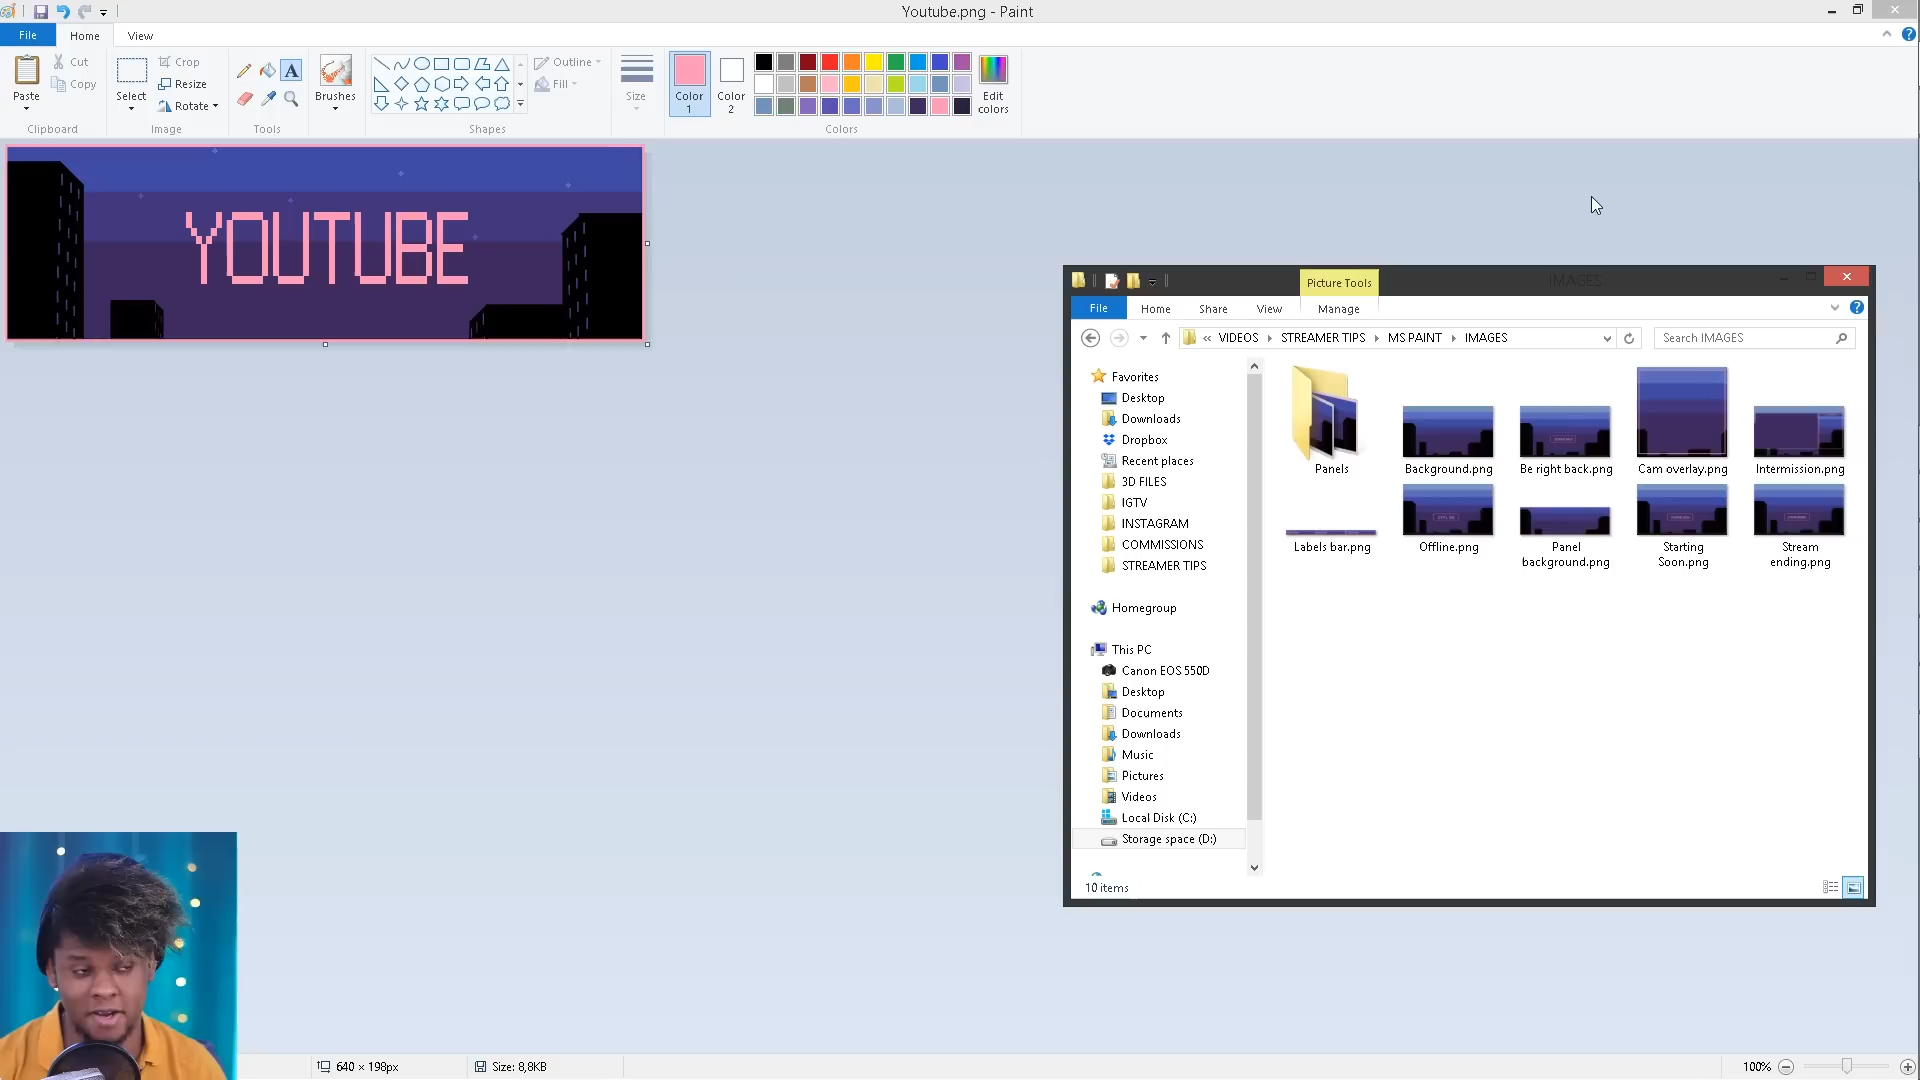 Youtube.png - Paint
File
Home
View
Paste
Cut
Copy
Clipboard
Select
Crop
Resize
Rotate
Image
A
Tools
Brushes
Outline
Fill
Shapes
Size
Color 1
Color 2
Edit colors
Colors
YOUTUBE
Picture Tools
IMAGES
File
Home
Share
View
Manage
« VIDEOS
STREAMER TIPS
MS PAINT
IMAGES
Search IMAGES
Favorites
Desktop
Downloads
Dropbox
Recent places
3D FILES
IGTV
INSTAGRAM
COMMISSIONS
STREAMER TIPS
Homegroup
This PC
Canon EOS 550D
Desktop
Documents
Downloads
Music
Pictures
Videos
Local Disk (C:)
Storage space (D:)
Panels
Background.png
Be right back.png
Cam overlay.png
Intermission.png
Labels bar.png
Offline.png
Panel
background.png
Starting
Soon.png
Stream
ending.png
10 items
640 × 198px
Size: 8,8KB
100%